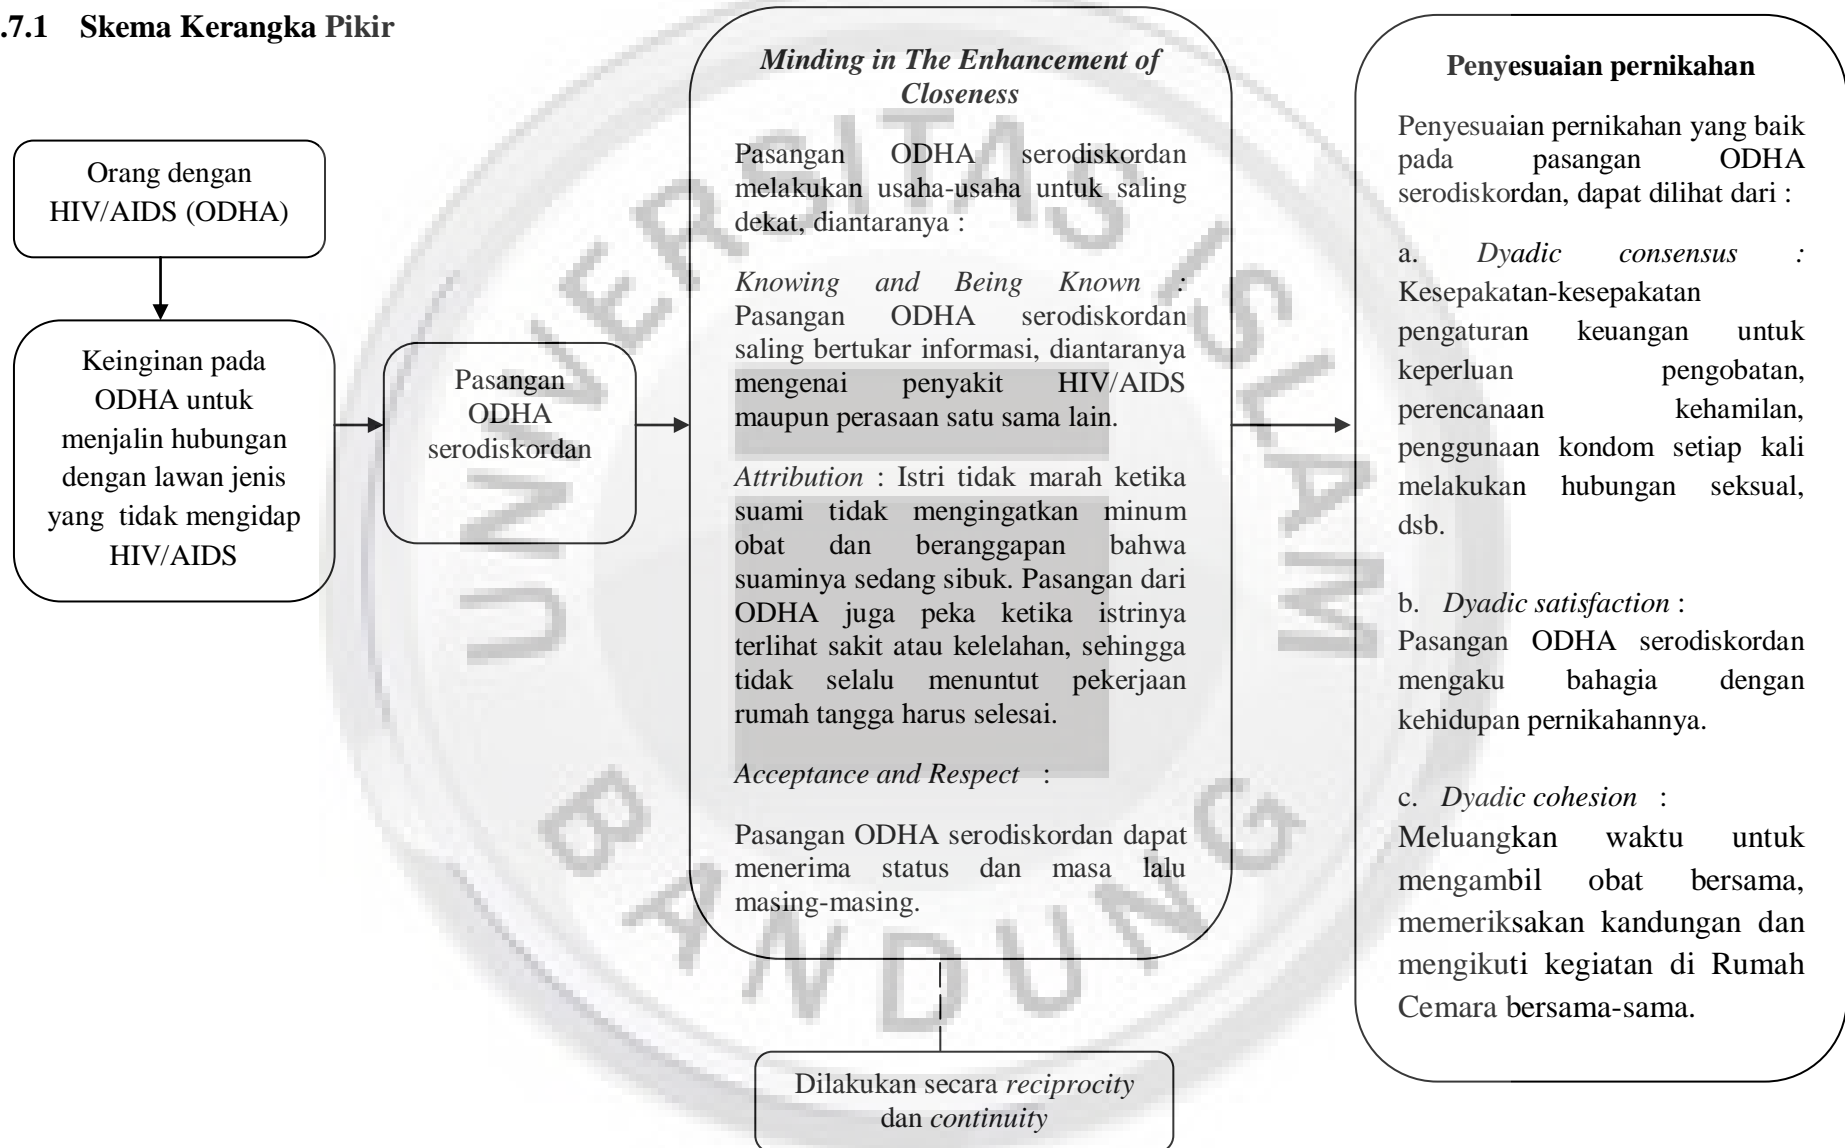 .7.1 Skema Kerangka Pikir
Orang dengan
HIV/AIDS (ODHA)
Keinginan pada
ODHA untuk
menjalin hubungan
dengan lawan jenis
yang tidak mengidap
HIV/AIDS
Pasangan
ODHA
serodiskordan
Minding in The Enhancement of
Closeness
Pasangan ODHA serodiskordan
melakukan usaha-usaha untuk saling
dekat, diantaranya :
Knowing and Being Known :
Pasangan ODHA serodiskordan
saling bertukar informasi, diantaranya
mengenai penyakit HIV/AIDS
maupun perasaan satu sama lain.
Attribution : Istri tidak marah ketika
suami tidak mengingatkan minum
obat dan beranggapan bahwa
suaminya sedang sibuk. Pasangan dari
ODHA juga peka ketika istrinya
terlihat sakit atau kelelahan, sehingga
tidak selalu menuntut pekerjaan
rumah tangga harus selesai.
Acceptance and Respect :
Pasangan ODHA serodiskordan dapat
menerima status dan masa lalu
masing-masing.
Dilakukan secara reciprocity
dan continuity
Penyesuaian pernikahan
Penyesuaian pernikahan yang baik
pada pasangan ODHA
serodiskordan, dapat dilihat dari :
a. Dyadic consensus :
Kesepakatan-kesepakatan
pengaturan keuangan untuk
keperluan pengobatan,
perencanaan kehamilan,
penggunaan kondom setiap kali
melakukan hubungan seksual,
dsb.
b. Dyadic satisfaction :
Pasangan ODHA serodiskordan
mengaku bahagia dengan
kehidupan pernikahannya.
c. Dyadic cohesion :
Meluangkan waktu untuk
mengambil obat bersama,
memeriksakan kandungan dan
mengikuti kegiatan di Rumah
Cemara bersama-sama.
UNIVERSITAS ISLAM
BANDUNG